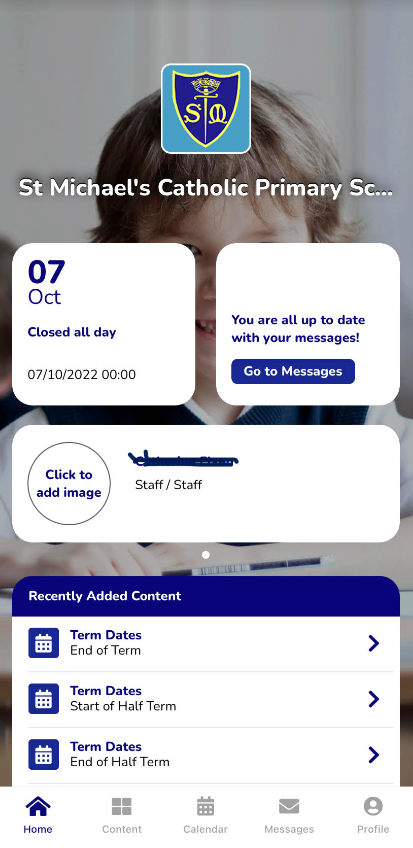 SM
St Michael's Catholic Primary Sc...
07
Oct
Closed all day
07/10/2022 00:00
You are all up to date
with your messages!
Go to Messages
Click to
add image
Staff / Staff
Recently Added Content
Term Dates
End of Term
Term Dates
Start of Half Term
Term Dates
End of Half Term
Home
Content
Calendar
Messages
Profile